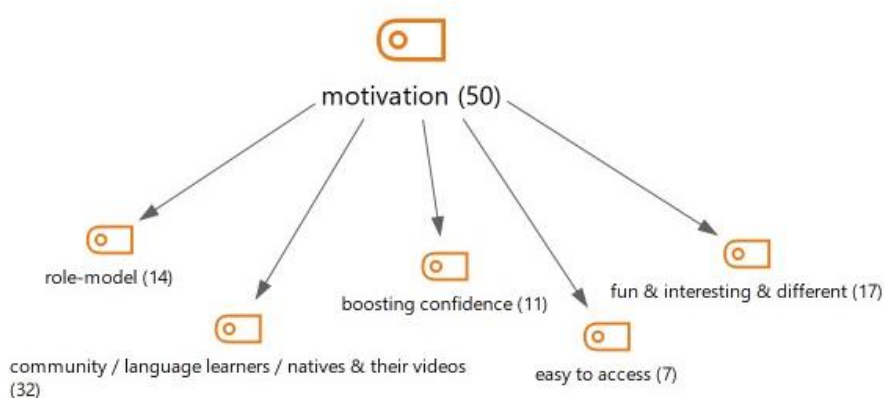 motivation (50)
role-model (14)
boosting confidence (11)
fun & interesting & different (17)
community / language learners / natives & their videos
(32)
easy to access (7)